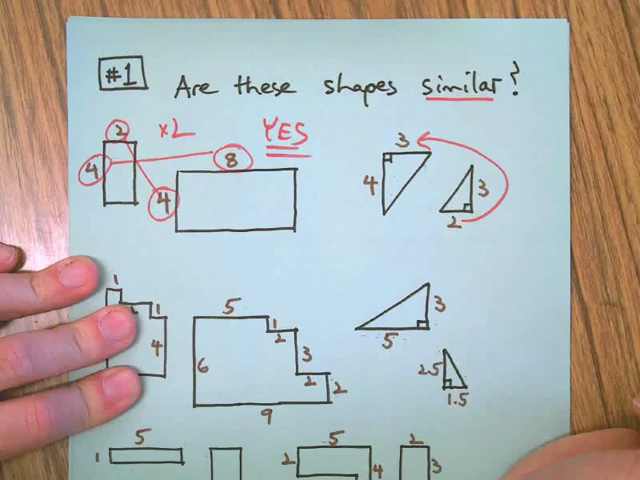 #1 Are these shapes similar?
2 ×2 YES 3
4 8 4 3
4 2
1 5 3
1 1 2 5
4 6 3 2.5
2 2 1.5
9
5 5 2
1 2 4 3